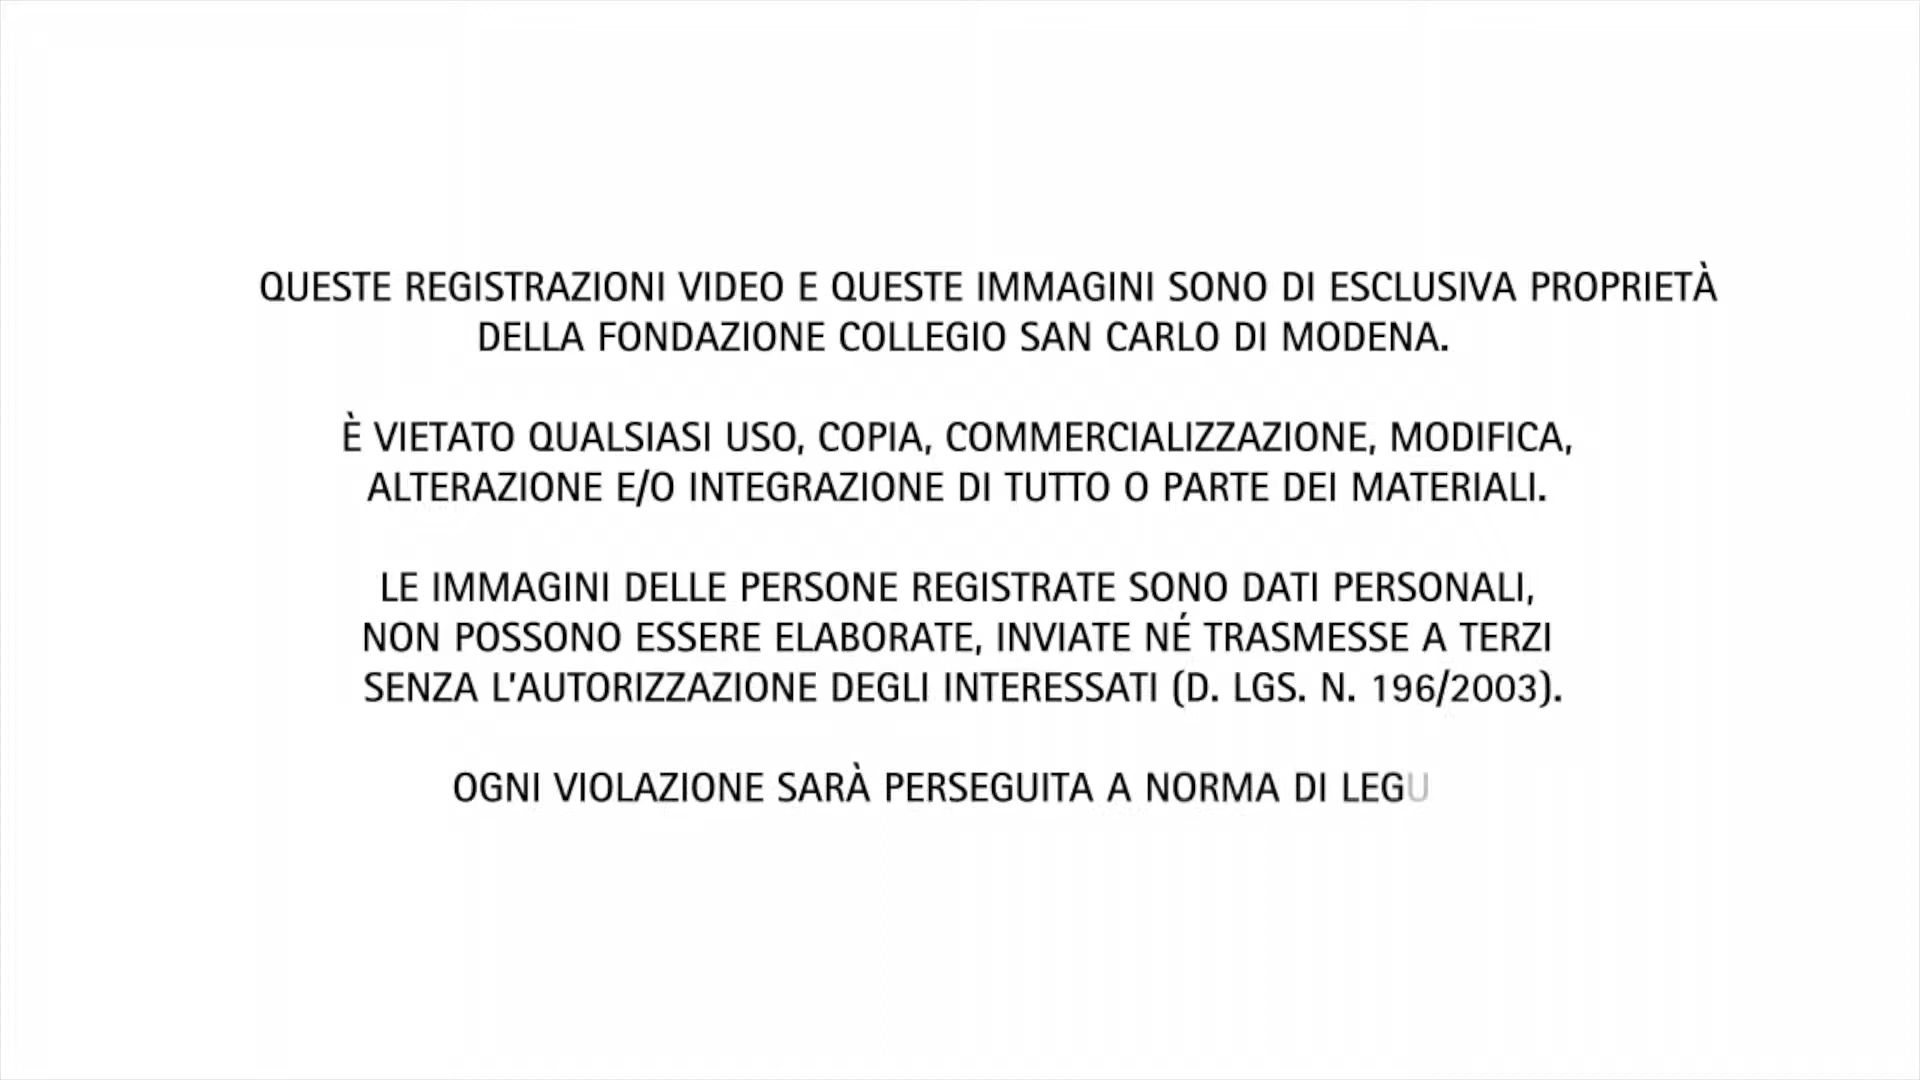 QUESTE REGISTRAZIONI VIDEO E QUESTE IMMAGINI SONO DI ESCLUSIVA PROPRIETÀ
DELLA FONDAZIONE COLLEGIO SAN CARLO DI MODENA.
È VIETATO QUALSIASI USO, COPIA, COMMERCIALIZZAZIONE, MODIFICA,
ALTERAZIONE E/O INTEGRAZIONE DI TUTTO O PARTE DEI MATERIALI.
LE IMMAGINI DELLE PERSONE REGISTRATE SONO DATI PERSONALI,
NON POSSONO ESSERE ELABORATE, INVIATE NÉ TRASMESSE A TERZI
SENZA L'AUTORIZZAZIONE DEGLI INTERESSATI (D. LGS. N. 196/2003).
OGNI VIOLAZIONE SARÀ PERSEGUITA A NORMA DI LEGU